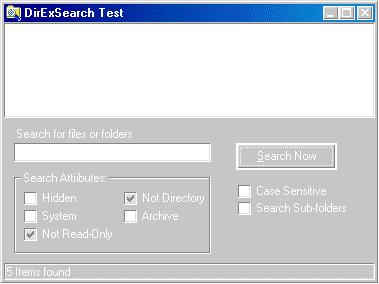 DirExSearch Test
Search for files or folders
Search Now
Search Attributes:
Hidden
Not Directory
System
Archive
Not Read-Only
Case Sensitive
Search Sub-folders
5 Items found